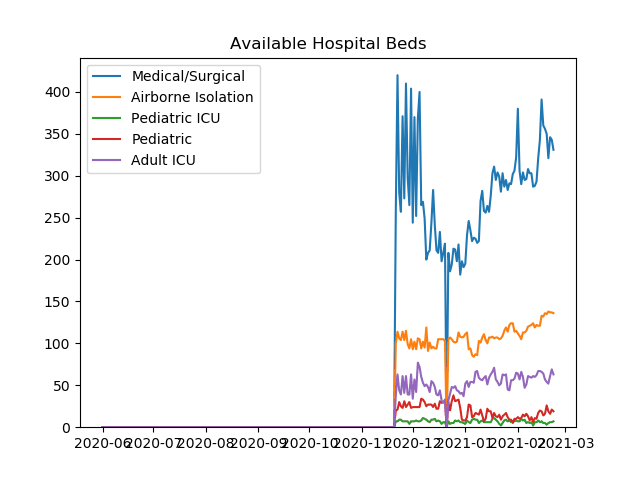 Available Hospital Beds
Medical/Surgical
Airborne Isolation
Pediatric ICU
Pediatric
Adult ICU
400
350
300
250
200
150
100
50
0
2020-06 2020-07 2020-08 2020-09 2020-10 2020-11 2020-12 2021-01 2021-02 2021-03